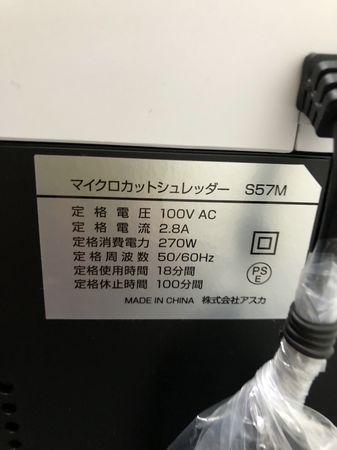 マイクロカットシュレッダー S57M
定格電圧 100V AC
定格電流 2.8A
定格消費電力 270W
定格周波数 50/60Hz
定格使用時間 18分間
定格休止時間 100分間
PS
E
MADE IN CHINA 株式会社アスカ